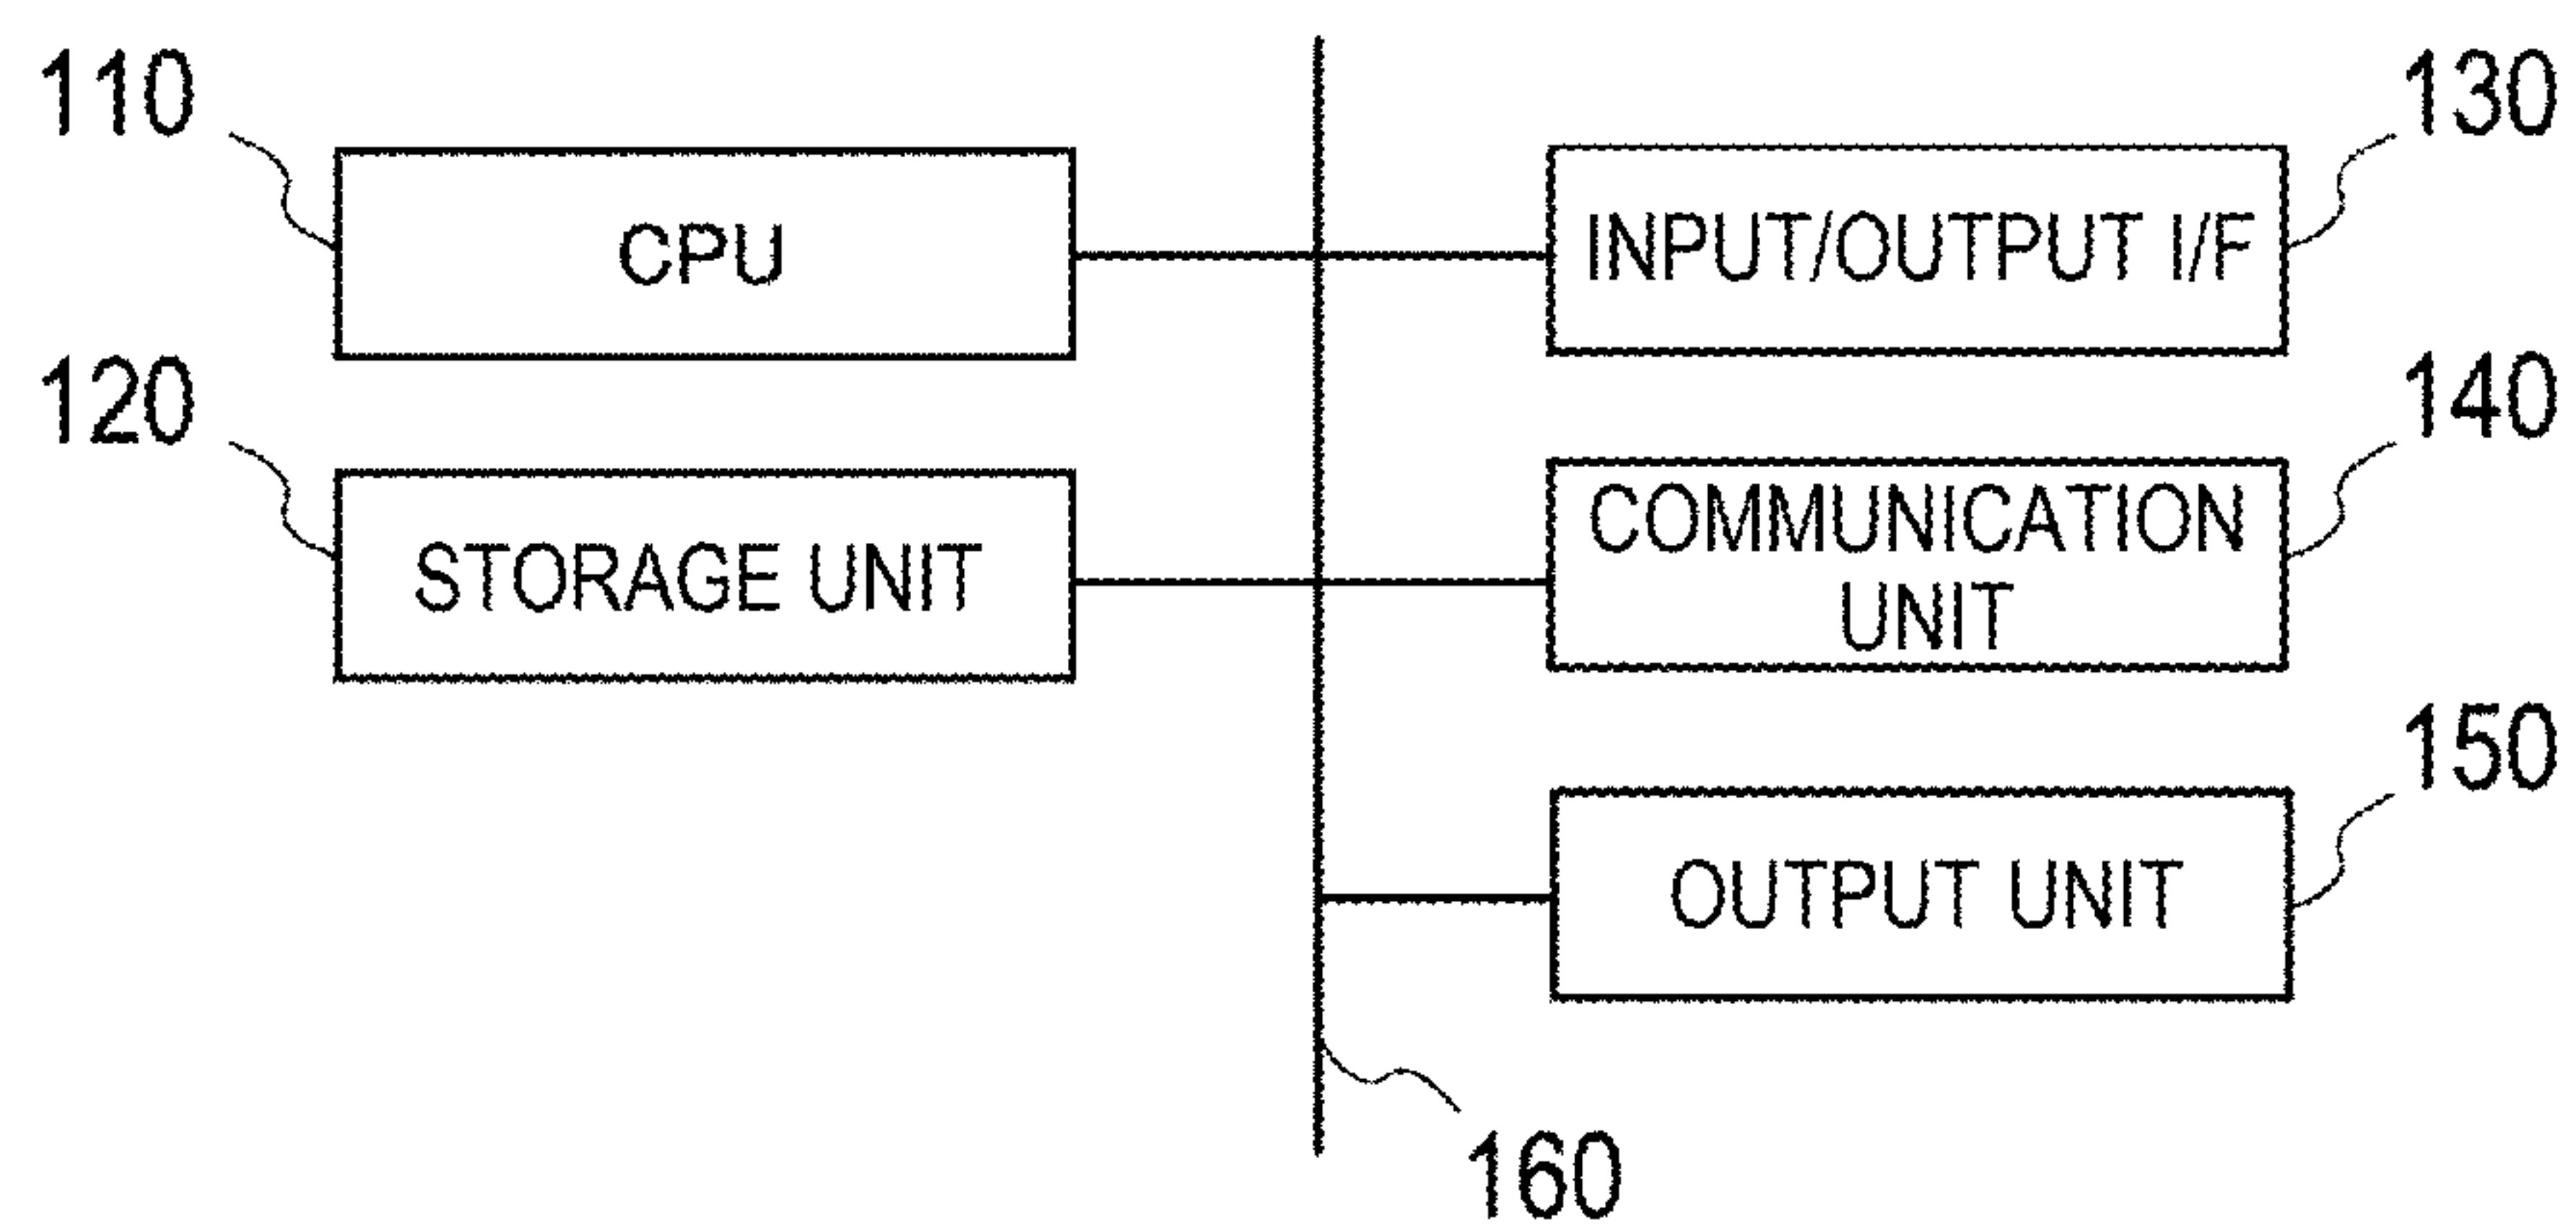 110
CPU
130
INPUT/OUTPUT I/F
120
STORAGE UNIT
140
COMMUNICATION
UNIT
150
OUTPUT UNIT
160